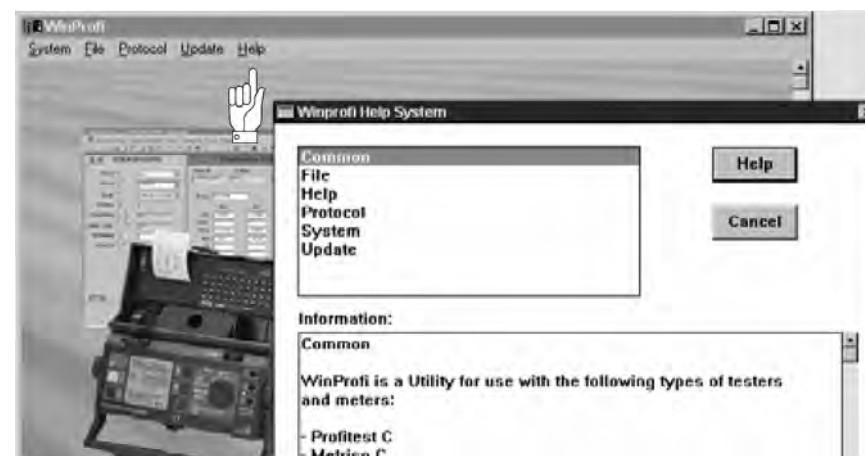 WinProfi
System File Protocol Update Help
Winprofi Help System
Common
File
Help
Protocol
System
Update
Help
Cancel
Information:
Common
WinProfi is a Utility for use with the following types of testers
and meters:
- Profitest C
- Metriso C